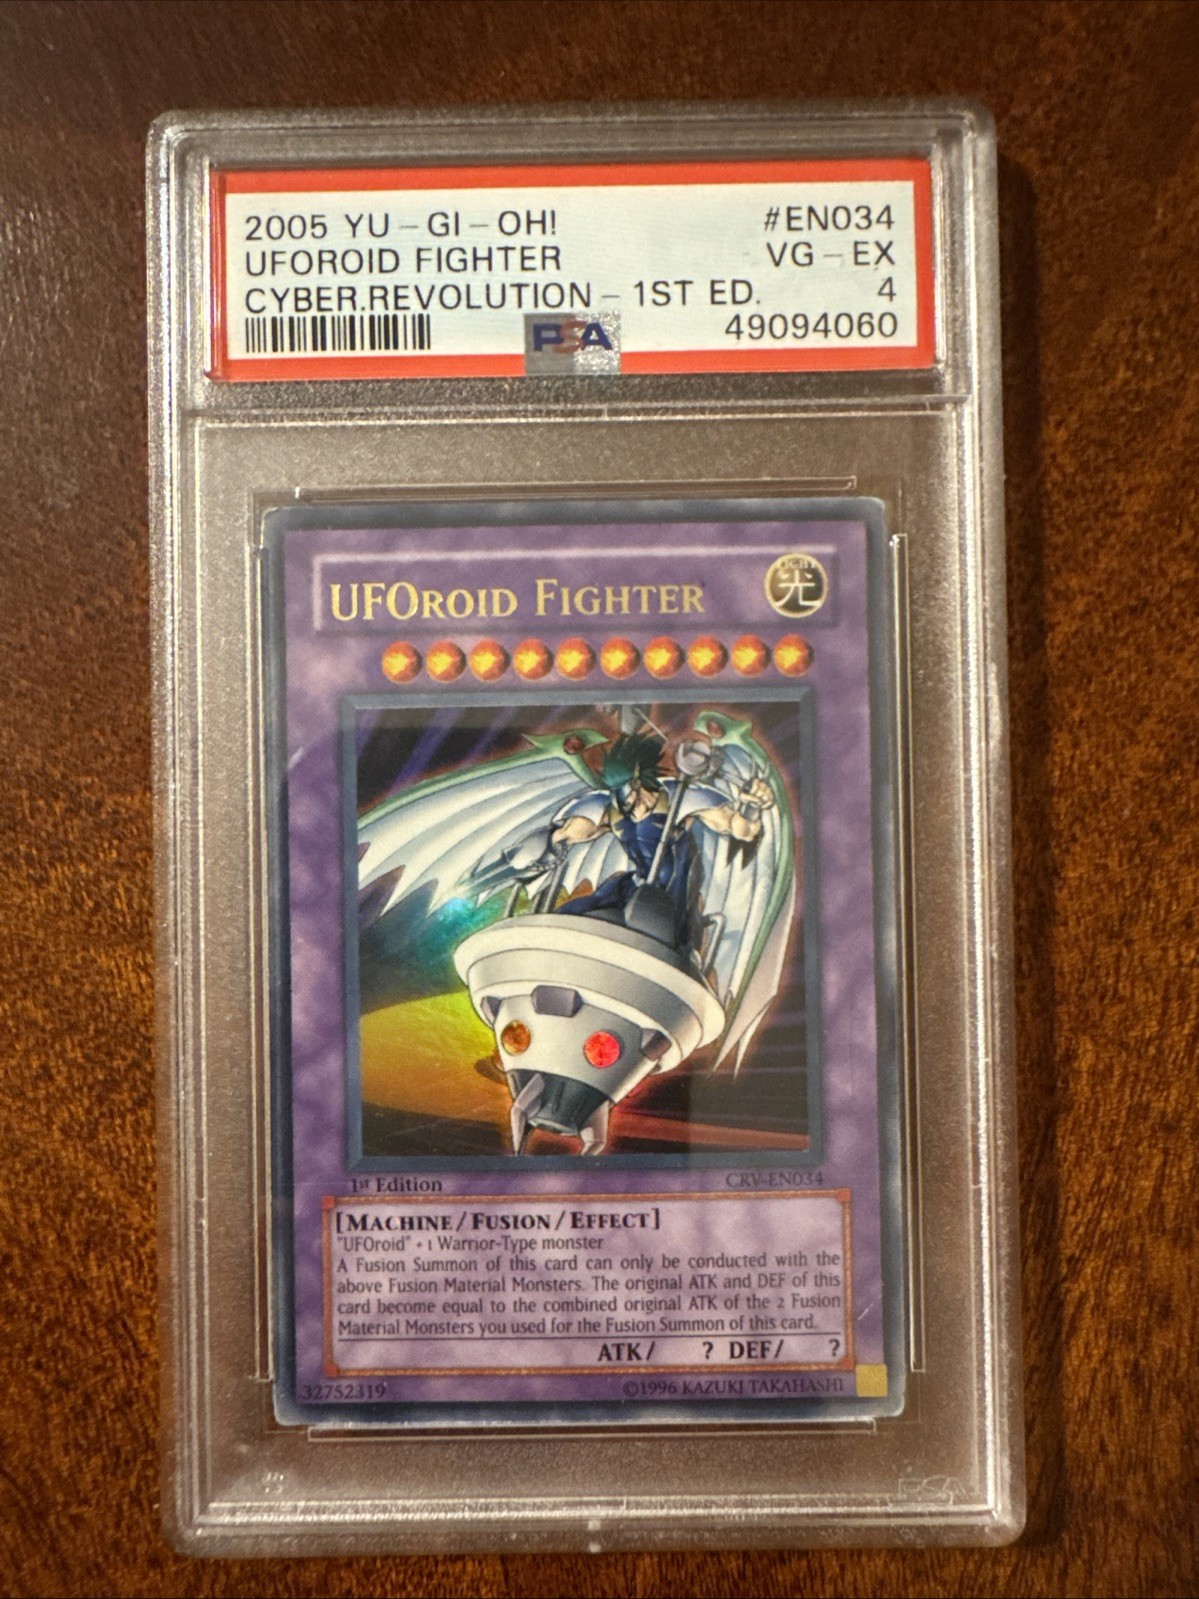 2005 YU-GI-OH! #EN034
UFOROID FIGHTER VG-EX
CYBER.REVOLUTION-1ST ED. 4
PSA 49094060
UFOROID FIGHTER
LIGHT
光
1st Edition CRV-EN034
[MACHINE/FUSION/EFFECT]
"UFOroid" + 1 Warrior-Type monster
A Fusion Summon of this card can only be conducted with the
above Fusion Material Monsters. The original ATK and DEF of this
card become equal to the combined original ATK of the 2 Fusion
Material Monsters you used for the Fusion Summon of this card.
ATK/ ? DEF/ ?
32752319 ©1996 KAZUKI TAKAHASHI
PSA